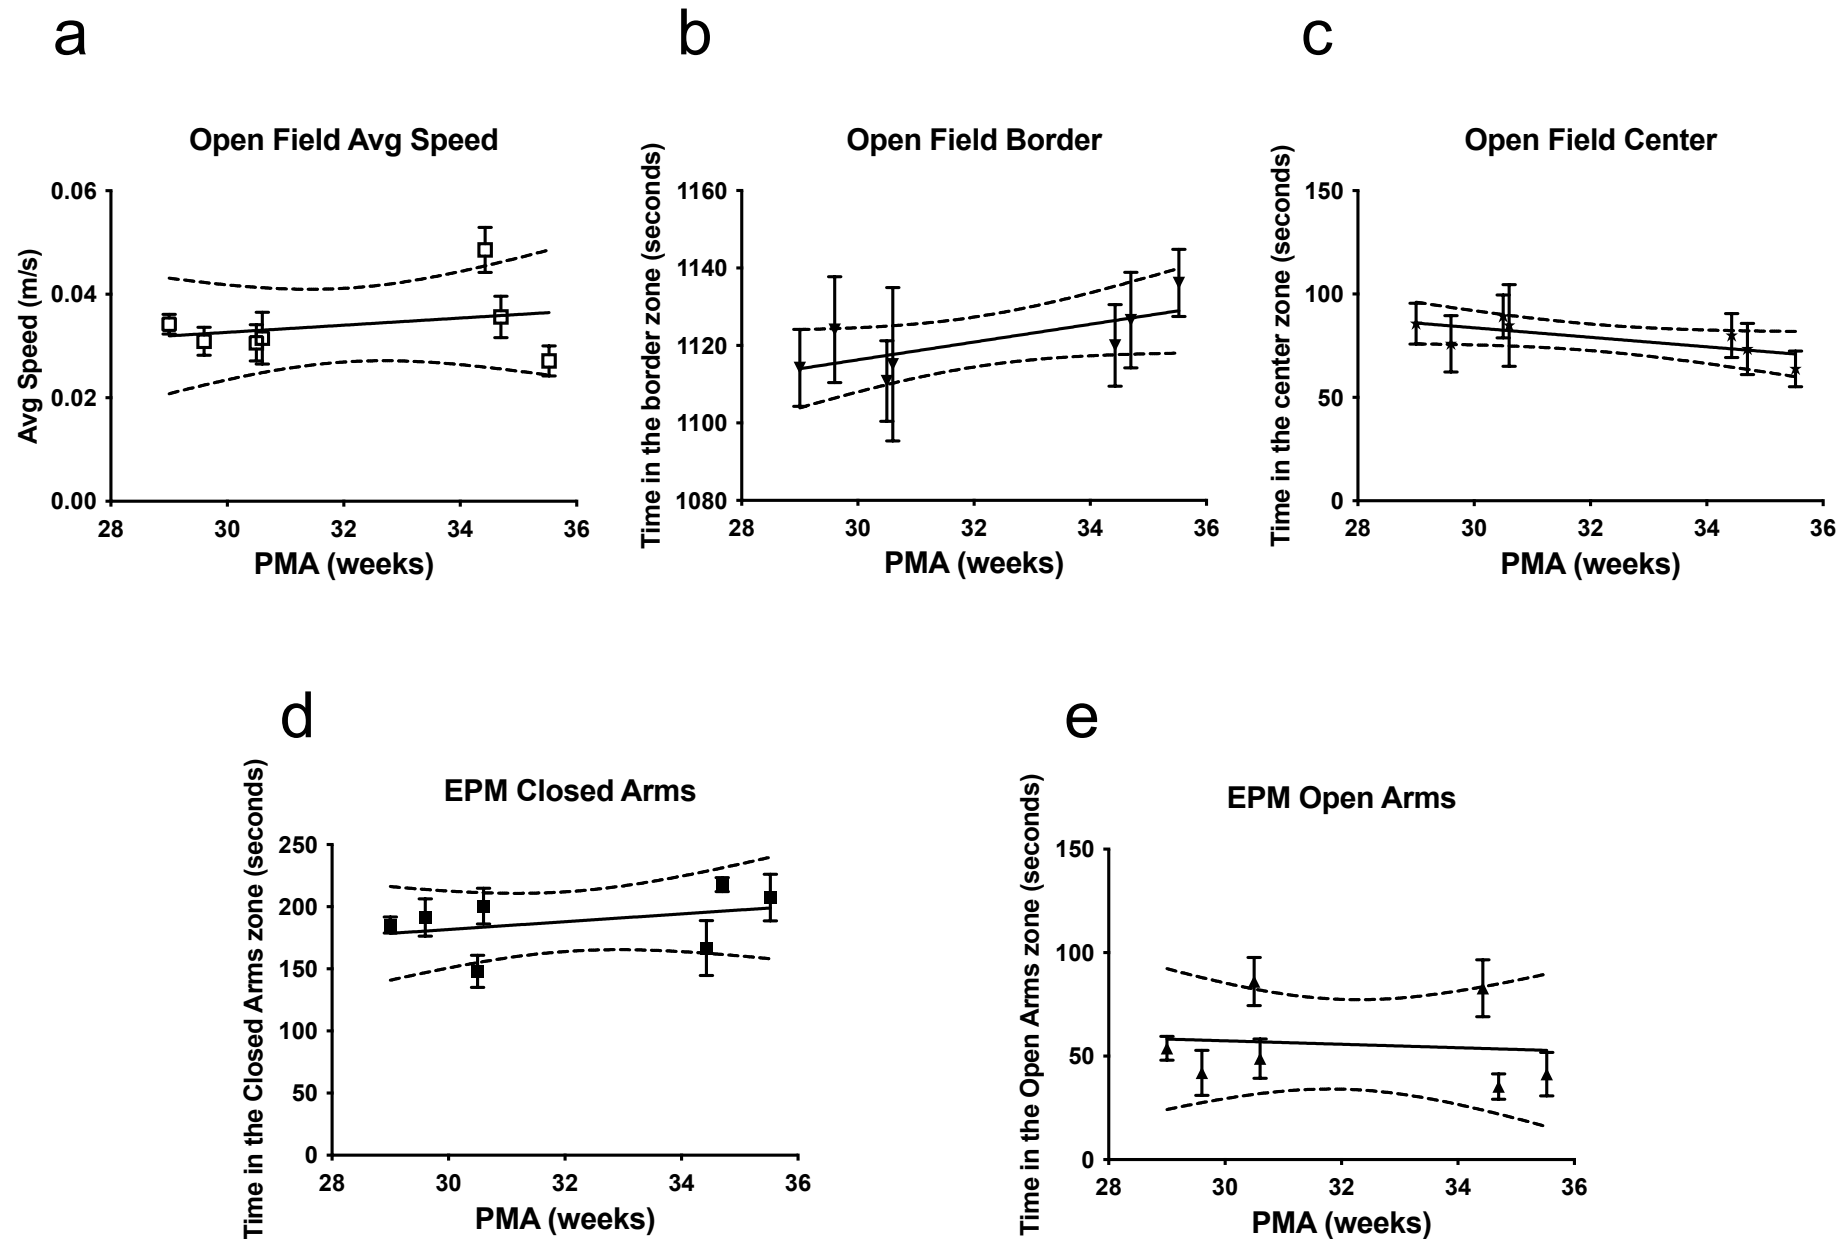 a
Open Field Avg Speed
Avg Speed (m/s)
0.06
0.04
0.02
0.00
28 30 32 34 36
PMA (weeks)
b
Open Field Border
Time in the border zone (seconds)
1160
1140
1120
1100
1080
28 30 32 34 36
PMA (weeks)
c
Open Field Center
Time in the center zone (seconds)
150
100
50
0
28 30 32 34 36
PMA (weeks)
d
EPM Closed Arms
Time in the Closed Arms zone (seconds)
250
200
150
100
50
0
28 30 32 34 36
PMA (weeks)
e
EPM Open Arms
Time in the Open Arms zone (seconds)
150
100
50
0
28 30 32 34 36
PMA (weeks)